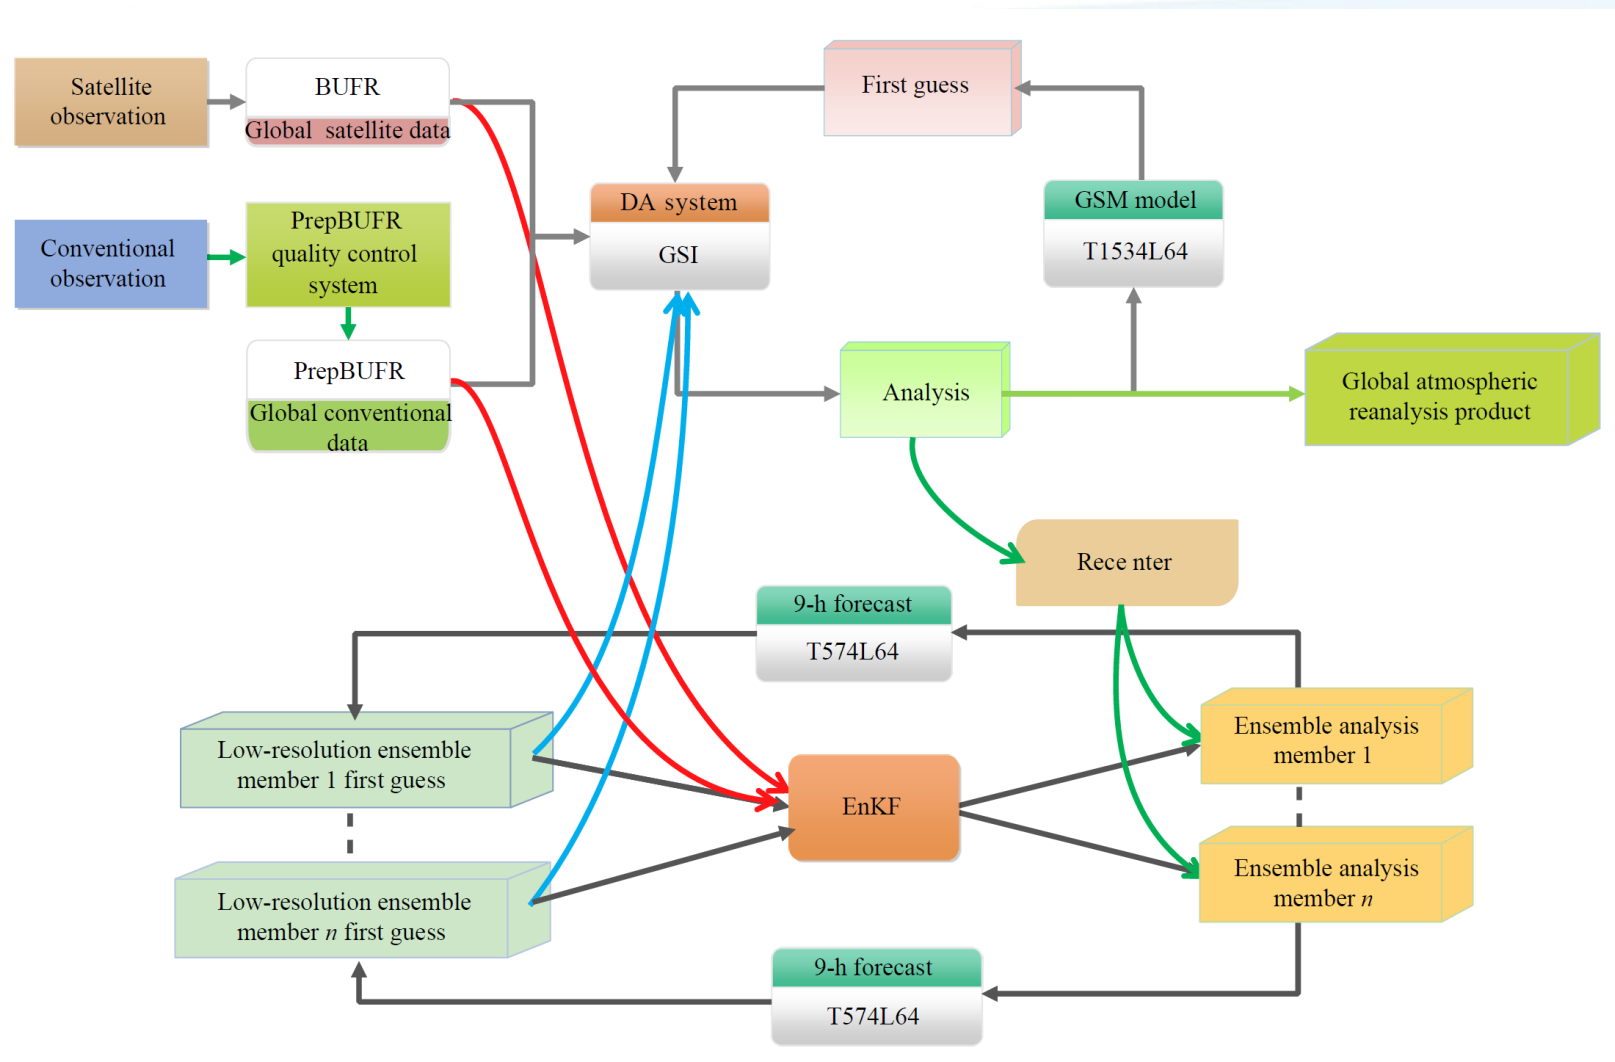 Satellite
observation
BUFR
Global satellite data
First guess
DA system
GSI
GSM model
T1534L64
Conventional
observation
PrepBUFR
quality control
system
PrepBUFR
Global conventional
data
Analysis
Global atmospheric
reanalysis product
Rece nter
9-h forecast
T574L64
Low-resolution ensemble
member 1 first guess
EnKF
Ensemble analysis
member 1
Low-resolution ensemble
member n first guess
Ensemble analysis
member n
9-h forecast
T574L64